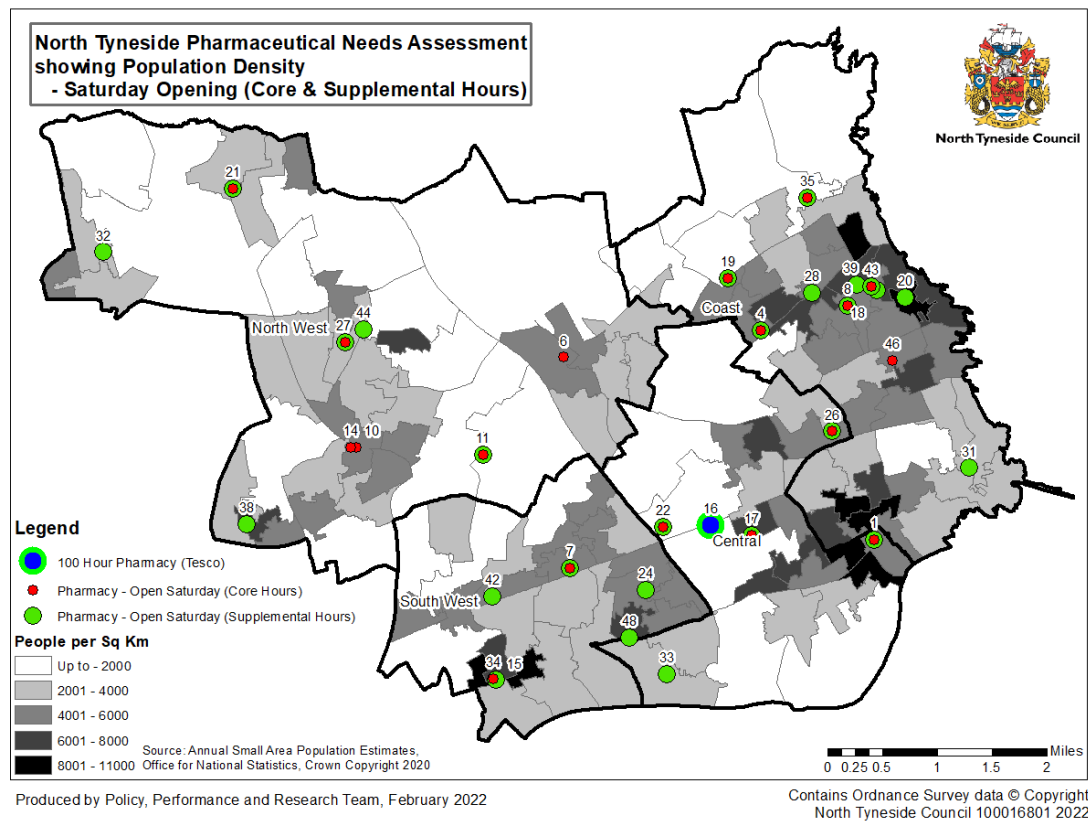 North Tyneside Pharmaceutical Needs Assessment
showing Population Density
- Saturday Opening (Core & Supplemental Hours)
North Tyneside Council
21
35
32
19
28
39
43
20
Coast
8
18
4
44
North West
27
6
46
14
10
11
26
31
38
22
16
17
Central
1
7
24
42
South West
48
34
15
33
Legend
100 Hour Pharmacy (Tesco)
Pharmacy - Open Saturday (Core Hours)
Pharmacy - Open Saturday (Supplemental Hours)
People per Sq Km
Up to - 2000
2001 - 4000
4001 - 6000
6001 - 8000
8001 - 11000
Source: Annual Small Area Population Estimates,
Office for National Statistics, Crown Copyright 2020
Miles
0 0.25 0.5 1 1.5 2
Produced by Policy, Performance and Research Team, February 2022
Contains Ordnance Survey data © Copyright
North Tyneside Council 100016801 2022